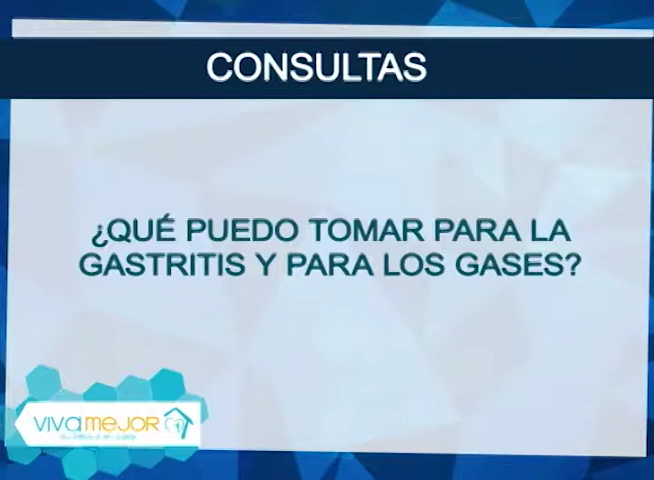 CONSULTAS
¿QUÉ PUEDO TOMAR PARA LA
GASTRITIS Y PARA LOS GASES?
vivamejor